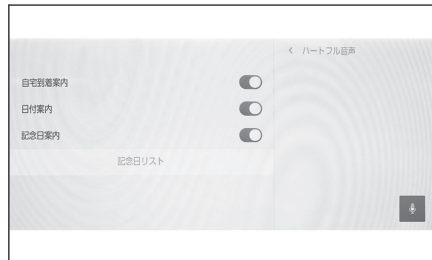 ハートフル音声
自宅到着案内
日付案内
記念日案内
記念日リスト